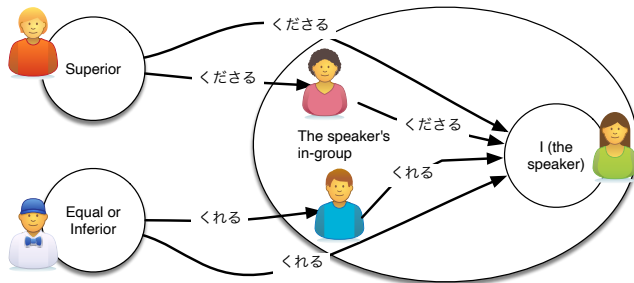 くださる
Superior
くださる
くださる
The speaker's
in-group
I (the
speaker)
くれる
Equal or
Inferior
くれる
くれる